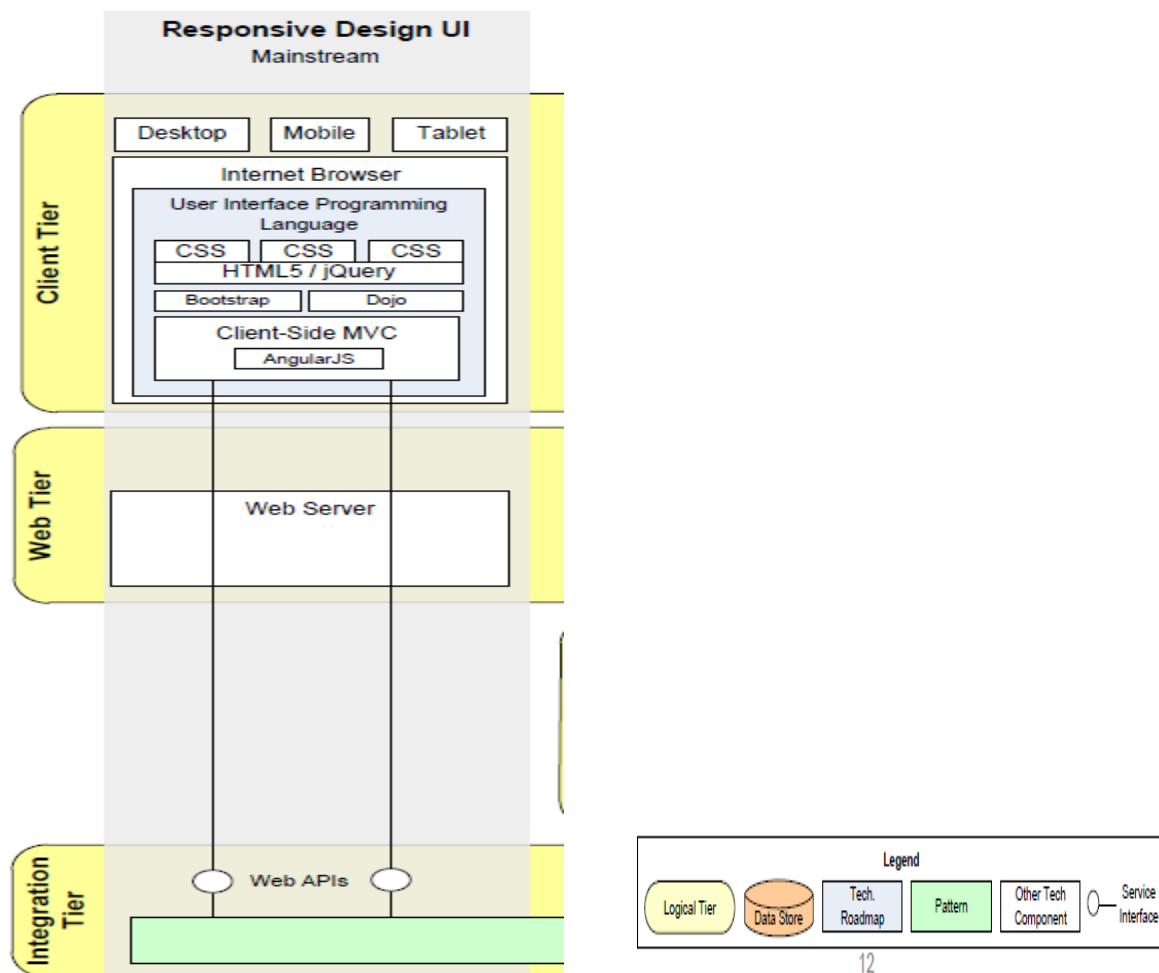 Responsive Design UI
Mainstream
Client Tier
Desktop
Mobile
Tablet
Internet Browser
User Interface Programming
Language
CSS
CSS
CSS
HTML5 / jQuery
Bootstrap
Dojo
Client-Side MVC
AngularJS
Web Tier
Web Server
Integration
Tier
Web APIs
Legend
Logical Tier
Data Store
Tech.
Roadmap
Pattern
Other Tech
Component
Service
Interface
12